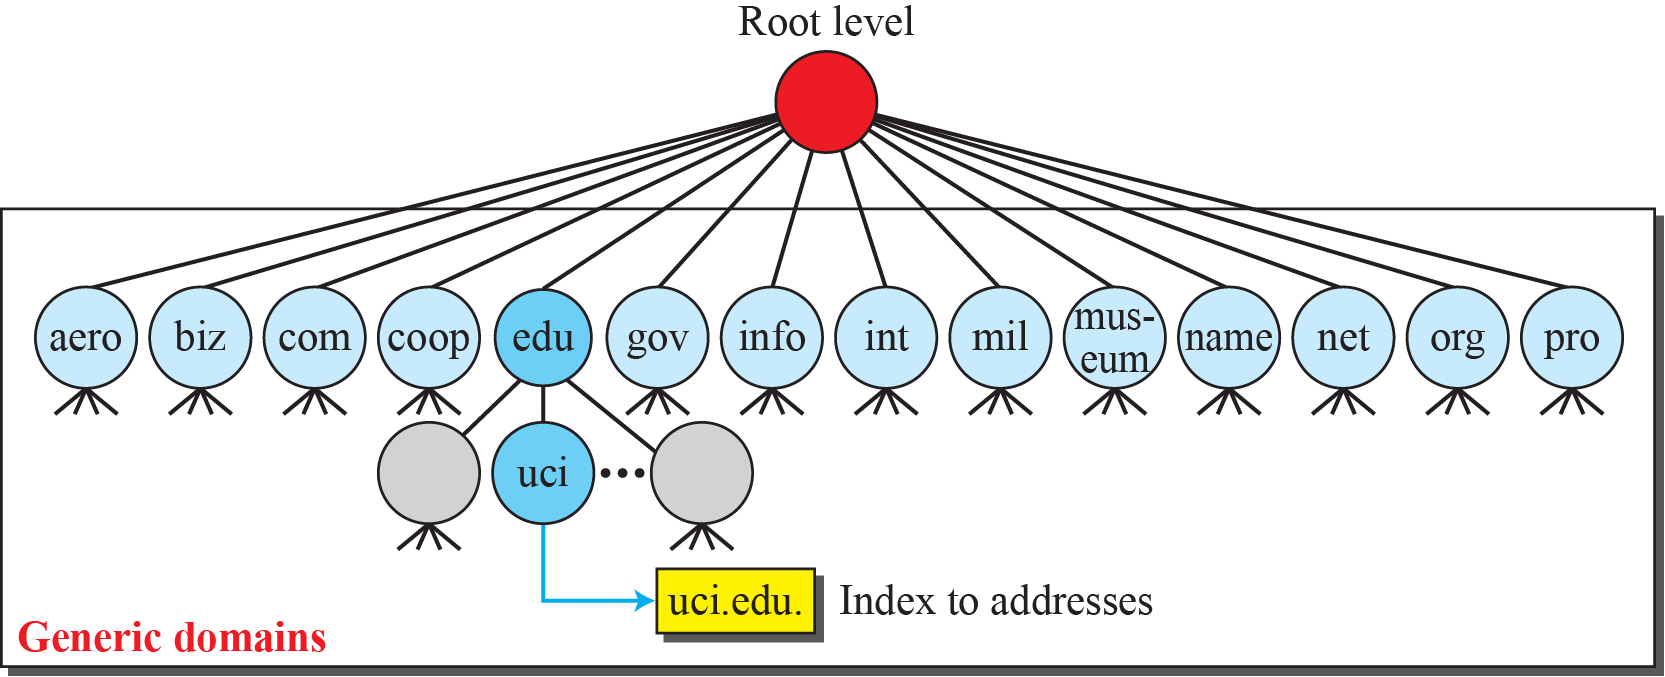 Root level
aero biz com coop edu gov info int mil mus-
eum name net org pro
uci
uci.edu. Index to addresses
Generic domains